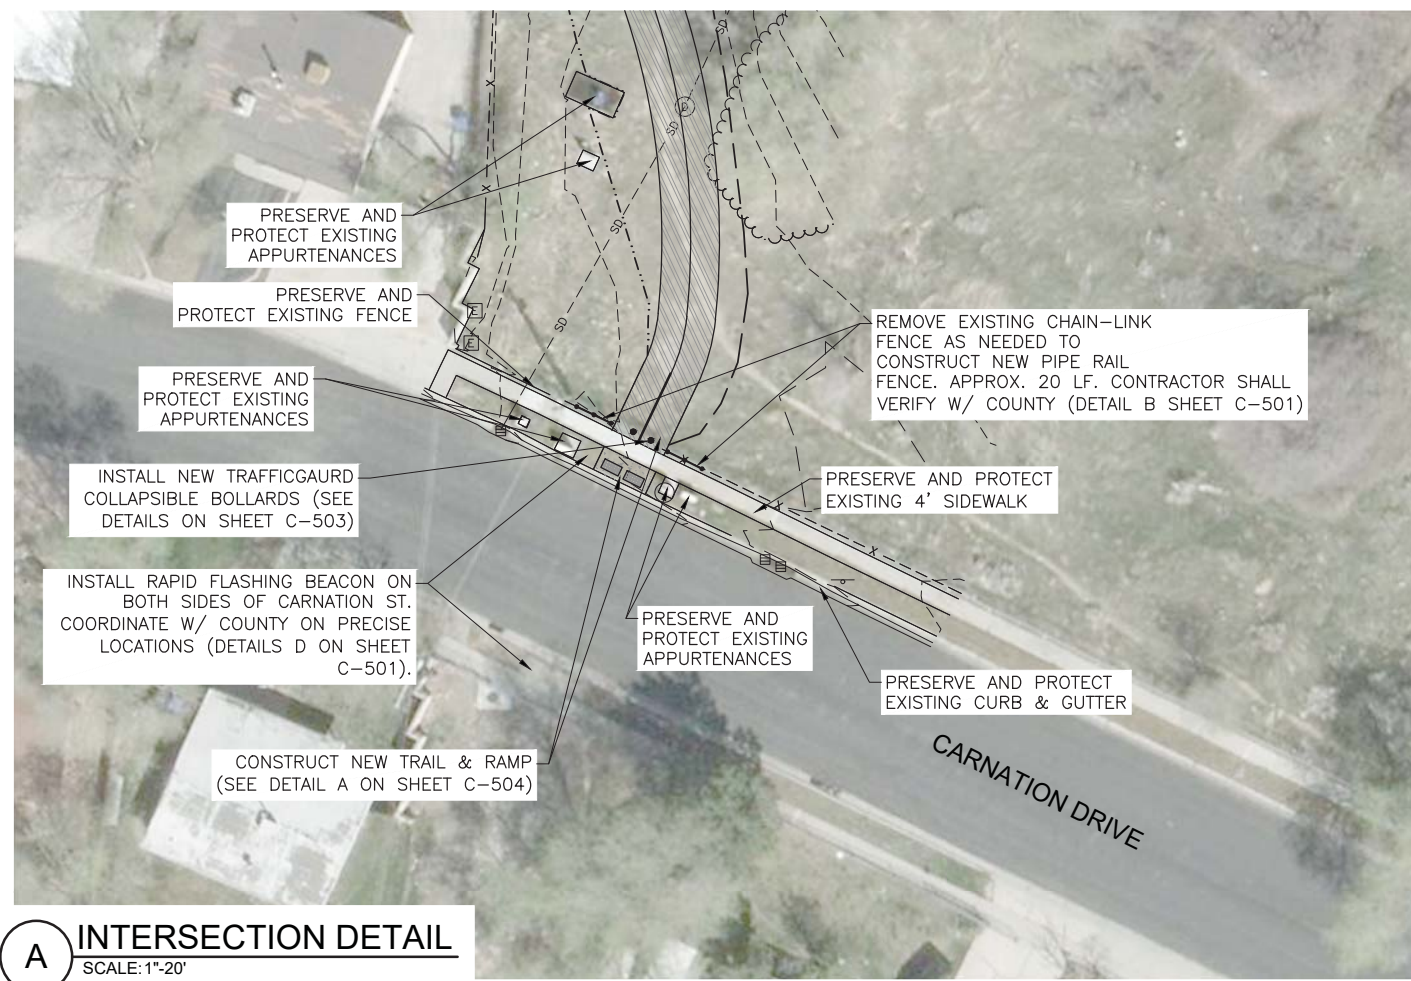 SD
SD
SD
SD
X
X
PRESERVE AND
PROTECT EXISTING
APPURTENANCES
PRESERVE AND
PROTECT EXISTING FENCE
E
E
PRESERVE AND
PROTECT EXISTING
APPURTENANCES
INSTALL NEW TRAFFICGAURD
COLLAPSIBLE BOLLARDS (SEE
DETAILS ON SHEET C-503)
INSTALL RAPID FLASHING BEACON ON
BOTH SIDES OF CARNATION ST.
COORDINATE W/ COUNTY ON PRECISE
LOCATIONS (DETAILS D ON SHEET
C-501).
CONSTRUCT NEW TRAIL & RAMP
(SEE DETAIL A ON SHEET C-504)
REMOVE EXISTING CHAIN-LINK
FENCE AS NEEDED TO
CONSTRUCT NEW PIPE RAIL
FENCE. APPROX. 20 LF. CONTRACTOR SHALL
VERIFY W/ COUNTY (DETAIL B SHEET C-501)
PRESERVE AND PROTECT
EXISTING 4' SIDEWALK
X
X
PRESERVE AND
PROTECT EXISTING
APPURTENANCES
PRESERVE AND PROTECT
EXISTING CURB & GUTTER
CARNATION DRIVE
A
INTERSECTION DETAIL
SCALE:1"-20'